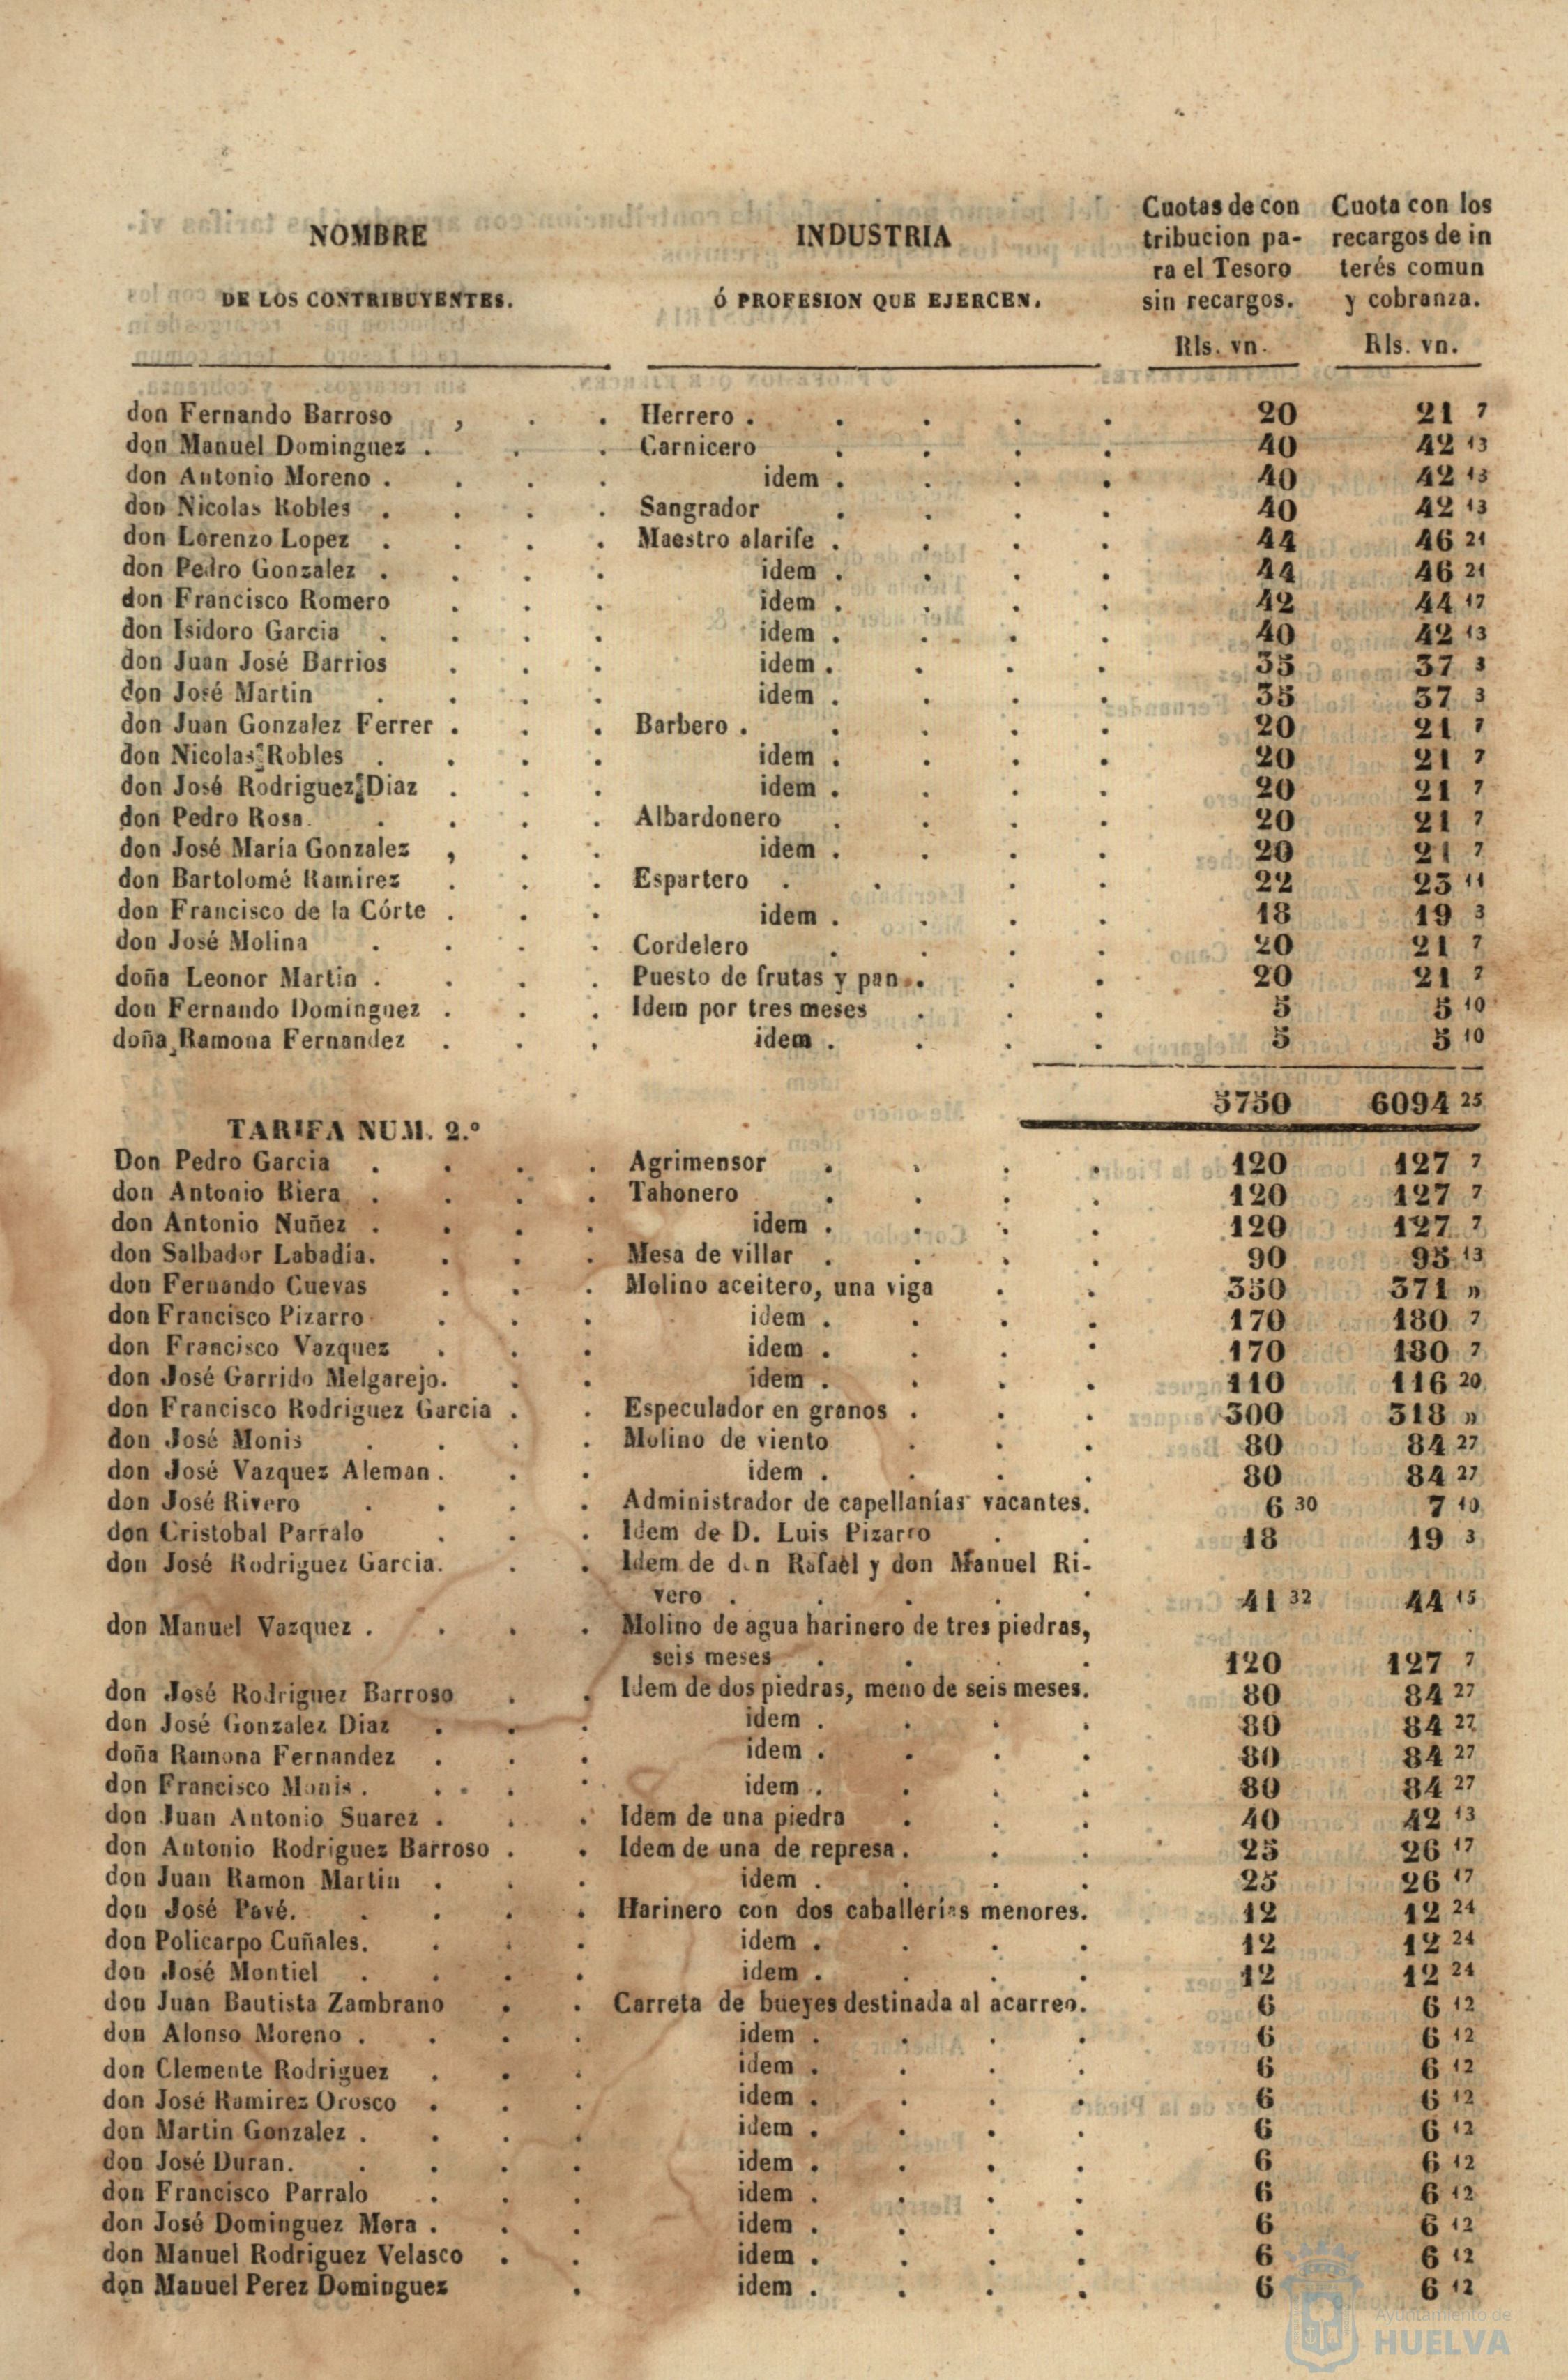 NOMBRE
DE LOS CONTRIBUYENTES.
INDUSTRIA
Ó PROFESION QUE EJERCEN.
Cuotas de con
tribucion pa-
ra el Tesoro
sin recargos.
Rls. vn.
Cuota con los
recargos de in
terés comun
y cobranza.
Rls. vn.
don Fernando Barroso , . . Herrero . . . . . 20 21 7
don Manuel Dominguez . . . Carnicero . . . . 40 42 13
don Antonio Moreno . . . . idem . . . . 40 42 13
don Nicolas Robles . . . . Sangrador . . . . 40 42 13
don Lorenzo Lopez . . . . Maestro alarife . . . . 44 46 21
don Pedro Gonzalez . . . . idem . . . . 44 46 21
don Francisco Romero . . . idem . . . . 42 44 17
don Isidoro Garcia . . . . idem . . . . 40 42 13
don Juan José Barrios . . . idem . . . . 35 37 3
don José Martin . . . . idem . . . . 35 37 3
don Juan Gonzalez Ferrer . . . Barbero . . . . . 20 21 7
don Nicolas Robles . . . . idem . . . . 20 21 7
don José Rodriguez Diaz . . . idem . . . . 20 21 7
don Pedro Rosa . . . . Albardonero . . . . 20 21 7
don José María Gonzalez , . . idem . . . . 20 21 7
don Bartolomé Ramirez . . . Espartero . . . . 22 23 11
don Francisco de la Córte . . . idem . . . . 18 19 3
don José Molina . . . . Cordelero . . . . 20 21 7
doña Leonor Martin . . . . Puesto de frutas y pan . . . . 20 21 7
don Fernando Dominguez . . . Idem por tres meses . . . 5 5 10
doña Ramona Fernandez . . . idem . . . . 5 5 10
5750 6094 25
TARIFA NUM. 2.º
Don Pedro Garcia . . . . Agrimensor . . . . 120 127 7
don Antonio Biera . . . . Tahonero . . . . 120 127 7
don Antonio Nuñez . . . . idem . . . . 120 127 7
don Salbador Labadía. . . . Mesa de villar . . . . 90 95 13
don Fernando Cuevas . . . Molino aceitero, una viga . . 350 371 »
don Francisco Pizarro . . . idem . . . . 170 180 7
don Francisco Vazquez . . . idem . . . . 170 180 7
don José Garrido Melgarejo. . . idem . . . . 110 116 20
don Francisco Rodriguez Garcia . . Especulador en granos . . . 300 318 »
don José Monis . . . . Molino de viento . . . 80 84 27
don José Vazquez Aleman . . . idem . . . . 80 84 27
don José Rivero . . . . Administrador de capellanías vacantes. 6 30 7 10
don Cristobal Parralo . . . Idem de D. Luis Pizarro . . 18 19 3
don José Rodriguez Garcia. . . Idem de don Rafael y don Manuel Ri-
vero . . . . . 41 32 44 15
don Manuel Vazquez . . . . Molino de agua harinero de tres piedras,
seis meses . . . . 120 127 7
don José Rodriguez Barroso . . Idem de dos piedras, meno de seis meses. 80 84 27
don José Gonzalez Diaz . . . idem . . . . 80 84 27
doña Ramona Fernandez . . . idem . . . . 80 84 27
don Francisco Monis . . . . idem . . . . 80 84 27
don Juan Antonio Suarez . . . Idem de una piedra . . . 40 42 13
don Antonio Rodriguez Barroso . . Idem de una de represa . . . 25 26 17
don Juan Ramon Martin . . . idem . . . . 25 26 17
don José Pavé. . . . . Harinero con dos caballerías menores. 12 12 24
don Policarpo Cuñales. . . . idem . . . . 12 12 24
don José Montiel . . . . idem . . . . 12 12 24
don Juan Bautista Zambrano . . Carreta de bueyes destinada al acarreo. 6 6 12
don Alonso Moreno . . . . idem . . . . 6 6 12
don Clemente Rodriguez . . . idem . . . . 6 6 12
don José Ramirez Orosco . . . idem . . . . 6 6 12
don Martin Gonzalez . . . . idem . . . . 6 6 12
don José Duran. . . . . idem . . . . 6 6 12
don Francisco Parralo . . . idem . . . . 6 6 12
don José Dominguez Mora . . . idem . . . . 6 6 12
don Manuel Rodriguez Velasco . . idem . . . . 6 6 12
don Manuel Perez Dominguez . idem . . . . 6 6 12
Ayuntamiento de
HUELVA